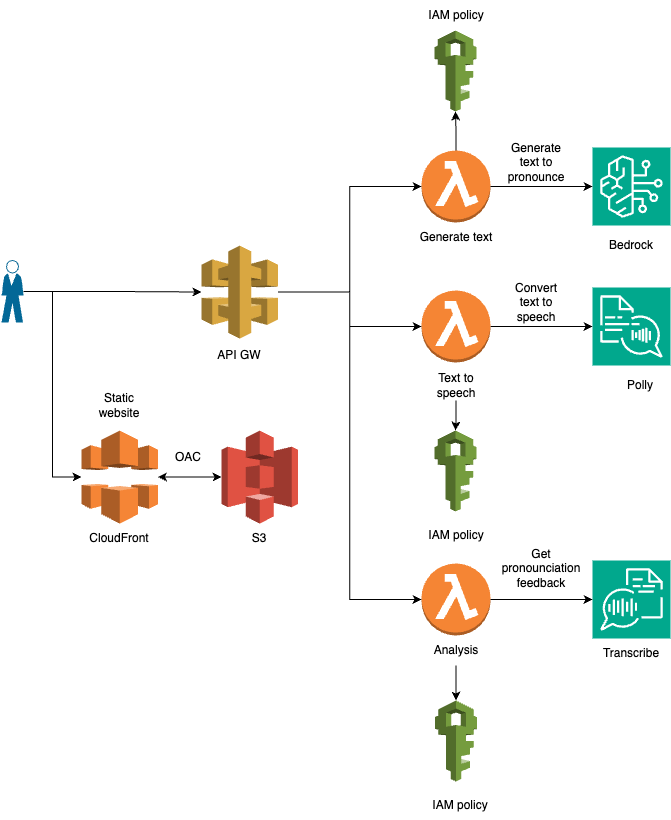 IAM policy
Generate
text to
pronounce
Generate text
Bedrock
API GW
Convert
text to
speech
Text to
speech
Polly
Static
website
OAC
CloudFront
S3
IAM policy
Get
pronounciation
feedback
Analysis
Transcribe
IAM policy